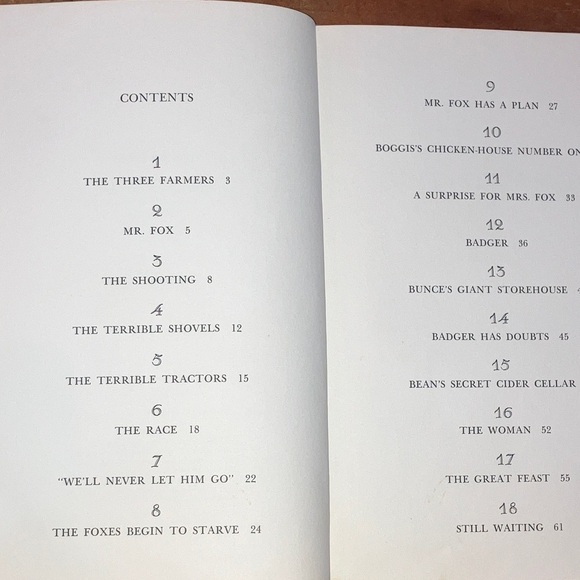 CONTENTS
1
THE THREE FARMERS 3
2
MR. FOX 5
3
THE SHOOTING 8
4
THE TERRIBLE SHOVELS 12
5
THE TERRIBLE TRACTORS 15
6
THE RACE 18
7
"WE'LL NEVER LET HIM GO" 22
8
THE FOXES BEGIN TO STARVE 24
9
MR. FOX HAS A PLAN 27
10
BOGGIS'S CHICKEN-HOUSE NUMBER
11
A SURPRISE FOR MRS. FOX 33
12
BADGER 36
13
BUNCE'S GIANT STOREHOUSE
14
BADGER HAS DOUBTS 45
15
BEAN'S SECRET CIDER CELLAR
16
THE WOMAN 52
17
THE GREAT FEAST 55
18
STILL WAITING 61